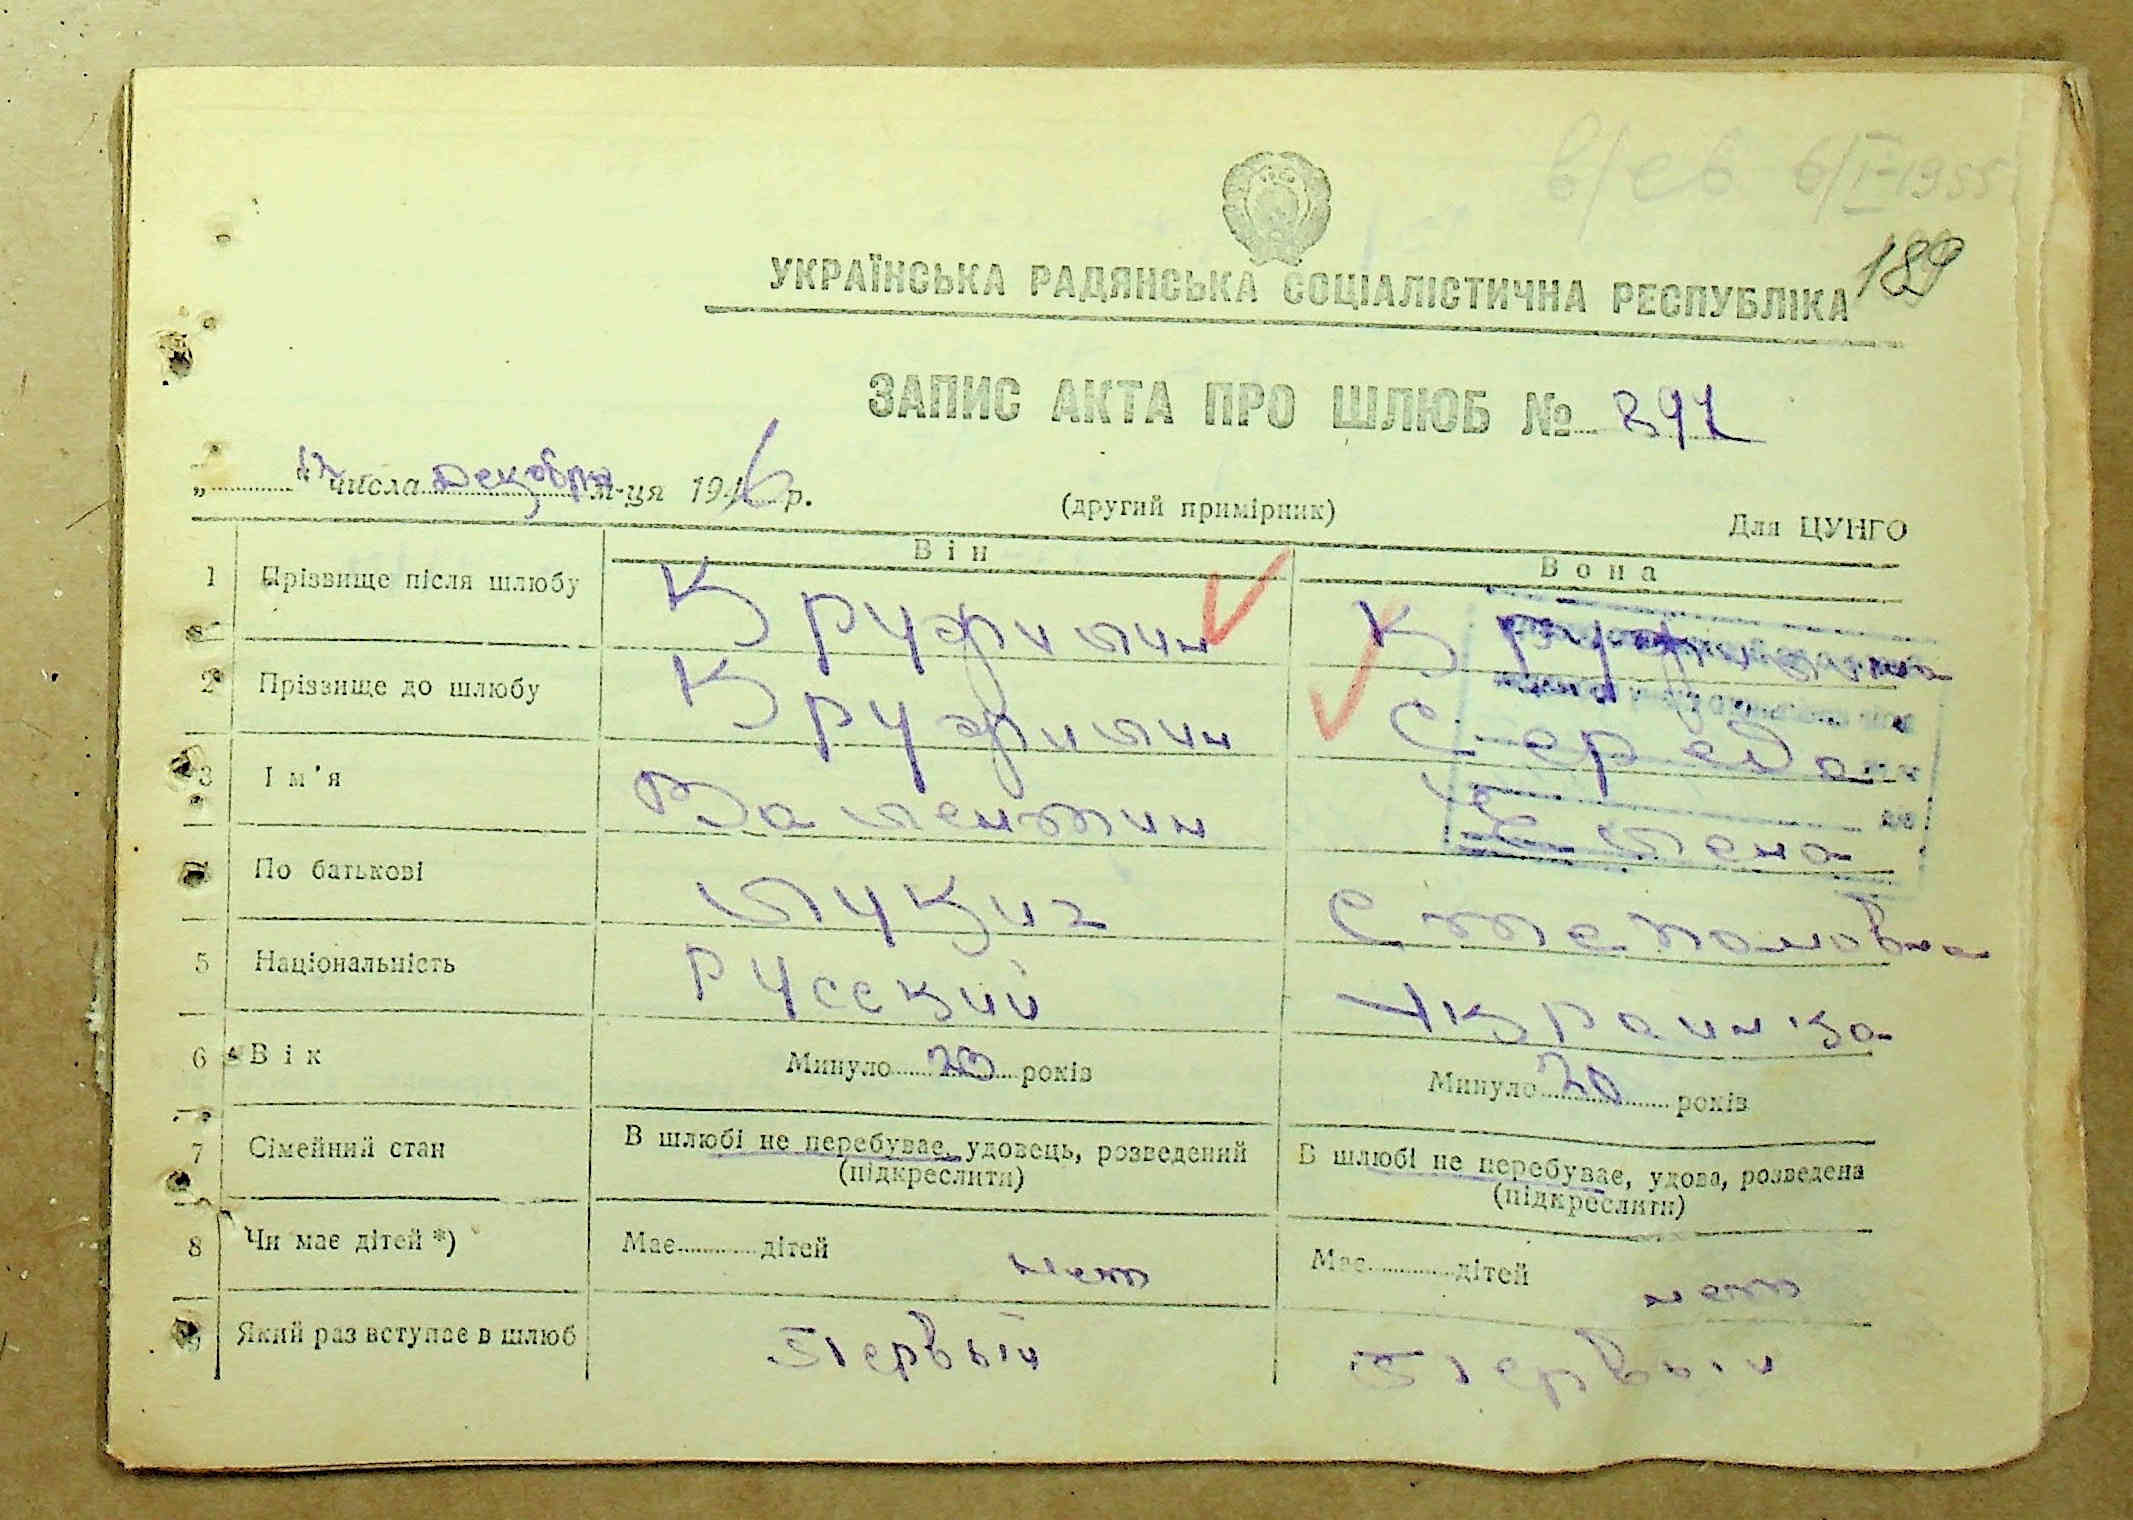 в/ев 6/I-1955
189
УКРАЇНСЬКА РАДЯНСЬКА СОЦІАЛІСТИЧНА РЕСПУБЛІКА
ЗАПИС АКТА ПРО ШЛЮБ № 891
„ “ числа Декабря м-ця 1946 р.
(другий примірник)
Для ЦУНГО
Він
Вона
1 Прізвище після шлюбу
2 Прізвище до шлюбу Середа
3 Ім'я Валентин Елена
4 По батькові Лукич Степановна
5 Національність Русский Украинка
6 Вік Минуло 23 років Минуло 20 років
7 Сімейний стан В шлюбі не перебуває, удовець, розведений В шлюбі не перебуває, удова, розведена
(підкреслити) (підкреслити)
8 Чи має дітей *) Має дітей нет Має дітей нет
9 Який раз вступає в шлюб Первый Первый